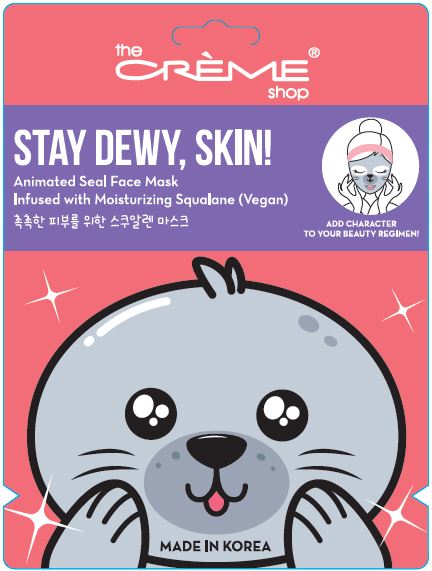 the
CRÈME®
shop
STAY DEWY, SKIN!
Animated Seal Face Mask
Infused with Moisturizing Squalane (Vegan)
촉촉한 피부를 위한 스쿠알렌 마스크
ADD CHARACTER
TO YOUR BEAUTY REGIMEN!
MADE IN KOREA